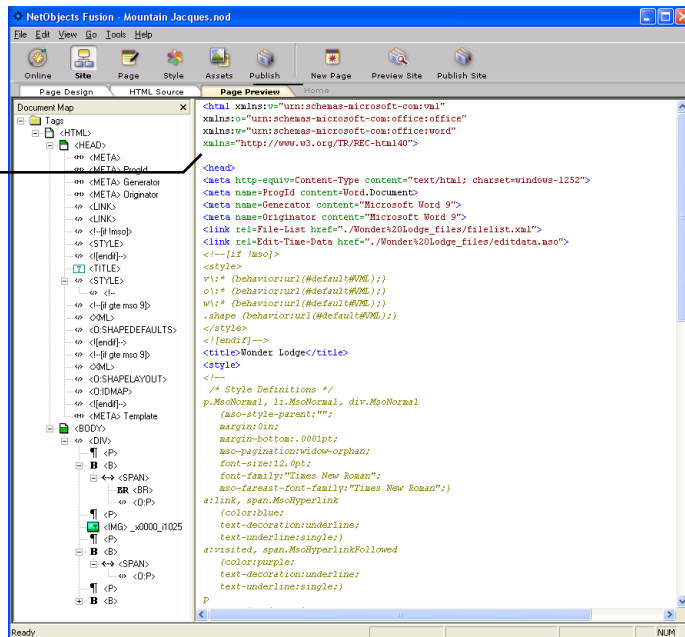 NetObjects Fusion - Mountain Jacques.nod
File Edit View Go Tools Help
Online Site Page Style Assets Publish New Page Preview Site Publish Site
Page Design HTML Source Page Preview Home
Document Map
Tags
<HTML>
<HEAD>
<META>
<META> ProgId
<META> Generator
<META> Originator
<LINK>
<LINK>
<!--[if !mso]>
<STYLE>
<![endif]-->
<TITLE>
<STYLE>
<!--
<!--[if gte mso 9]>
<XML>
<O:SHAPEDEFAULTS>
<![endif]-->
<!--[if gte mso 9]>
<XML>
<O:SHAPELAYOUT>
<O:IDMAP>
<![endif]-->
<META> Template
<BODY>
<DIV>
<P>
B <B>
<SPAN>
BR <BR>
<O:P>
<P>
<IMG> _x0000_i1025
<P>
B <B>
<SPAN>
<O:P>
<P>
B <B>
<html xmlns:v="urn:schemas-microsoft-com:vml"
xmlns:o="urn:schemas-microsoft-com:office:office"
xmlns:w="urn:schemas-microsoft-com:office:word"
xmlns="http://www.w3.org/TR/REC-html40">
<head>
<meta http-equiv=Content-Type content="text/html; charset=windows-1252">
<meta name=ProgId content=Word.Document>
<meta name=Generator content="Microsoft Word 9">
<meta name=Originator content="Microsoft Word 9">
<link rel=File-List href="./Wonder%20Lodge_files/filelist.xml">
<link rel=Edit-Time-Data href="./Wonder%20Lodge_files/editdata.mso">
<!--[if !mso]>
<style>
v\:* {behavior:url(#default#VML);}
o\:* {behavior:url(#default#VML);}
w\:* {behavior:url(#default#VML);}
.shape {behavior:url(#default#VML);}
</style>
<![endif]-->
<title>Wonder Lodge</title>
<style>
<!--
/* Style Definitions */
p.MsoNormal, li.MsoNormal, div.MsoNormal
{mso-style-parent:"";
margin:0in;
margin-bottom:.0001pt;
mso-pagination:widow-orphan;
font-size:12.0pt;
font-family:"Times New Roman";
mso-fareast-font-family:"Times New Roman";}
a:link, span.MsoHyperlink
{color:blue;
text-decoration:underline;
text-underline:single;}
a:visited, span.MsoHyperlinkFollowed
{color:purple;
text-decoration:underline;
text-underline:single;}
p
Ready NUM